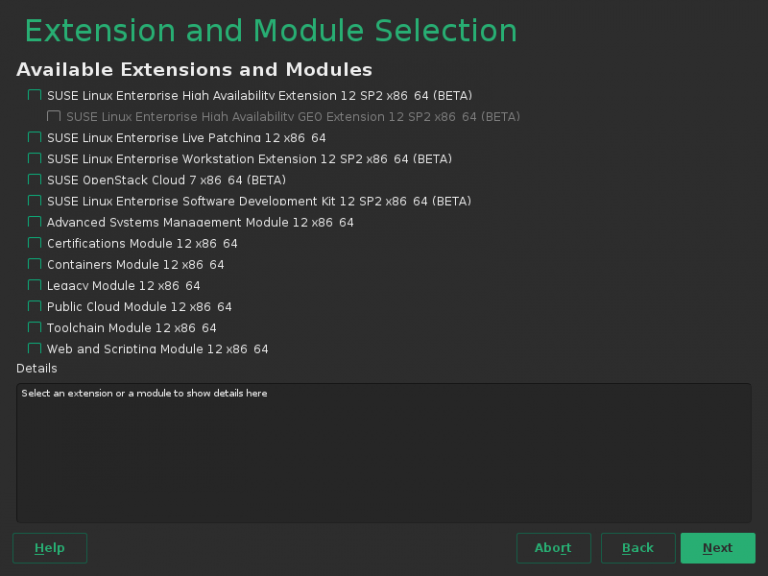 Extension and Module Selection
Available Extensions and Modules
SUSE Linux Enterprise High Availability Extension 12 SP2 x86_64 (BETA)
SUSE Linux Enterprise High Availability GEO Extension 12 SP2 x86_64 (BETA)
SUSE Linux Enterprise Live Patching 12 x86_64
SUSE Linux Enterprise Workstation Extension 12 SP2 x86_64 (BETA)
SUSE OpenStack Cloud 7 x86_64 (BETA)
SUSE Linux Enterprise Software Development Kit 12 SP2 x86_64 (BETA)
Advanced Systems Management Module 12 x86_64
Certifications Module 12 x86_64
Containers Module 12 x86_64
Legacy Module 12 x86_64
Public Cloud Module 12 x86_64
Toolchain Module 12 x86_64
Web and Scripting Module 12 x86_64
Details
Select an extension or a module to show details here
Help Abort Back Next